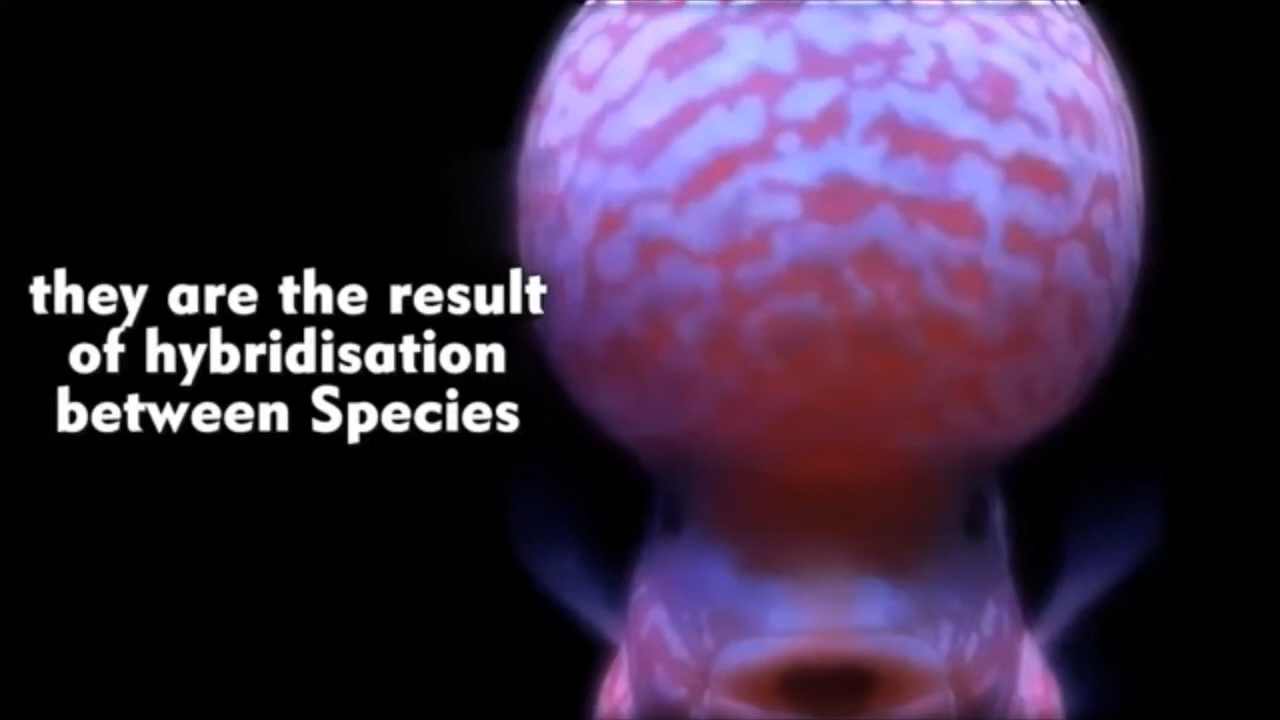 they are the result
of hybridisation
between Species